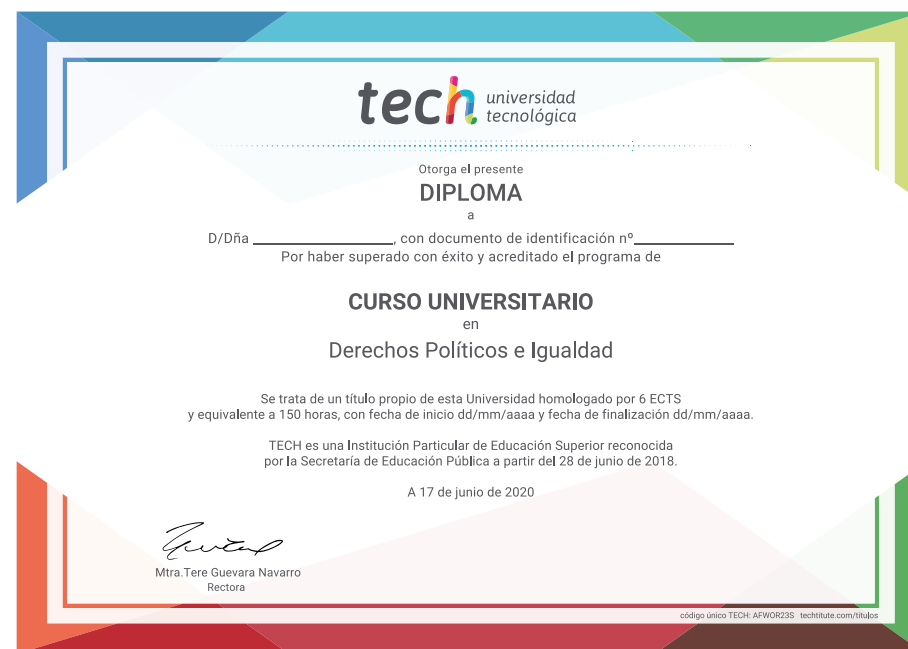 tech universidad
tecnológica
Otorga el presente
DIPLOMA
a
D/Dña ____________, con documento de identificación nº____________
Por haber superado con éxito y acreditado el programa de
CURSO UNIVERSITARIO
en
Derechos Políticos e Igualdad
Se trata de un título propio de esta Universidad homologado por 6 ECTS
y equivalente a 150 horas, con fecha de inicio dd/mm/aaaa y fecha de finalización dd/mm/aaaa.
TECH es una Institución Particular de Educación Superior reconocida
por la Secretaría de Educación Pública a partir del 28 de junio de 2018.
A 17 de junio de 2020
Mtra.Tere Guevara Navarro
Rectora
código único TECH: AFWOR23S techtitute.com/titulos